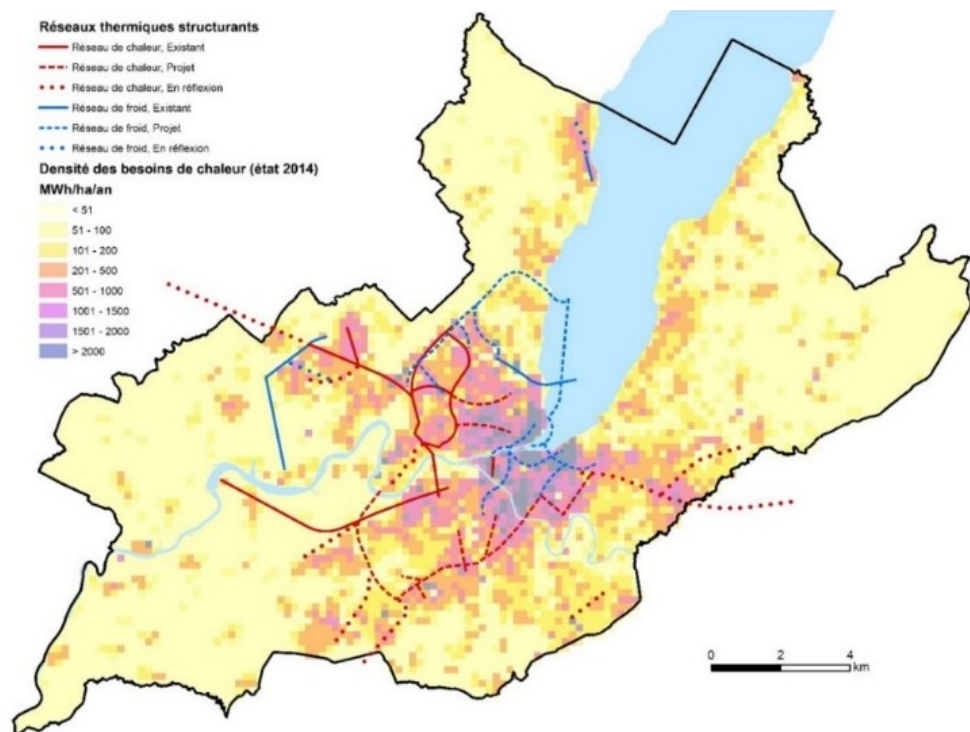 Réseaux thermiques structurants
Réseau de chaleur, Existant
Réseau de chaleur, Projet
Réseau de chaleur, En réflexion
Réseau de froid, Existant
Réseau de froid, Projet
Réseau de froid, En réflexion
Densité des besoins de chaleur (état 2014)
MWh/ha/an
< 51
51 - 100
101 - 200
201 - 500
501 - 1000
1001 - 1500
1501 - 2000
> 2000
0 2 4
km